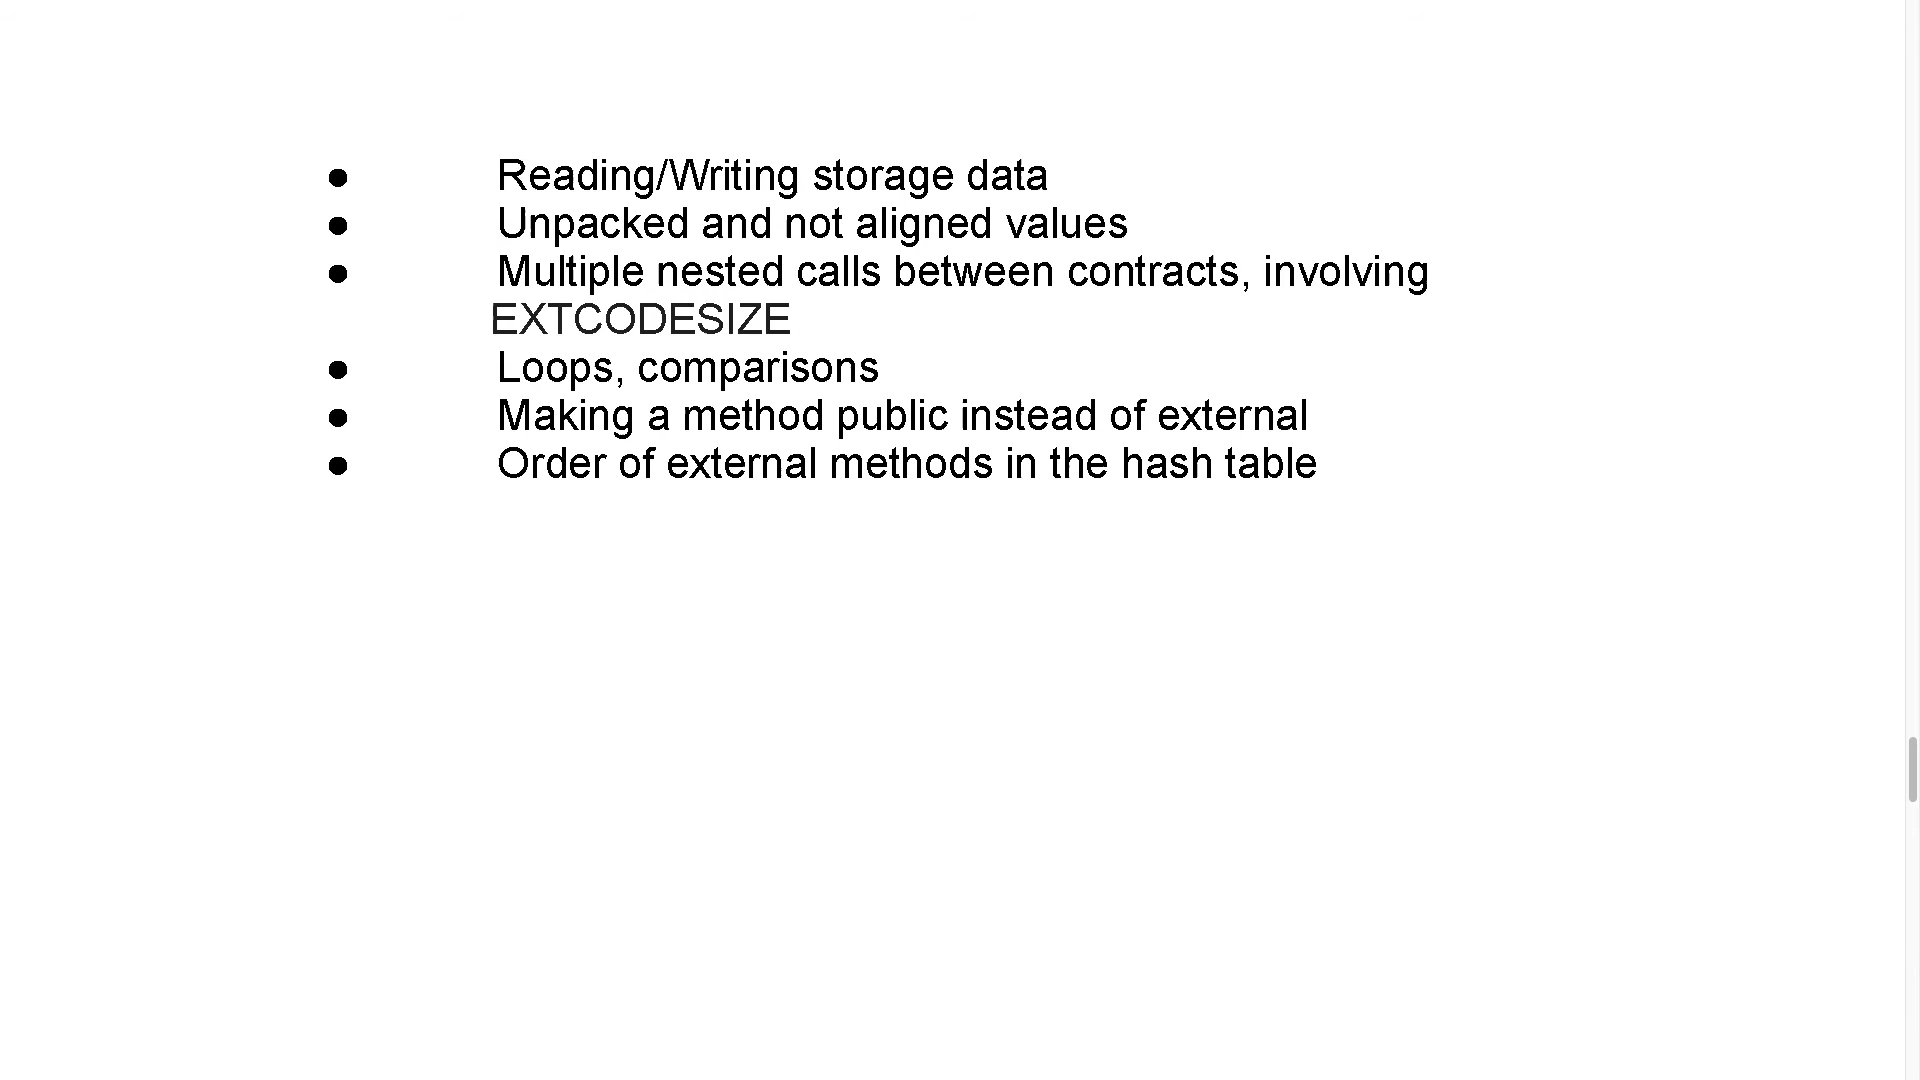 ● Reading/Writing storage data
● Unpacked and not aligned values
● Multiple nested calls between contracts, involving
EXTCODESIZE
● Loops, comparisons
● Making a method public instead of external
● Order of external methods in the hash table